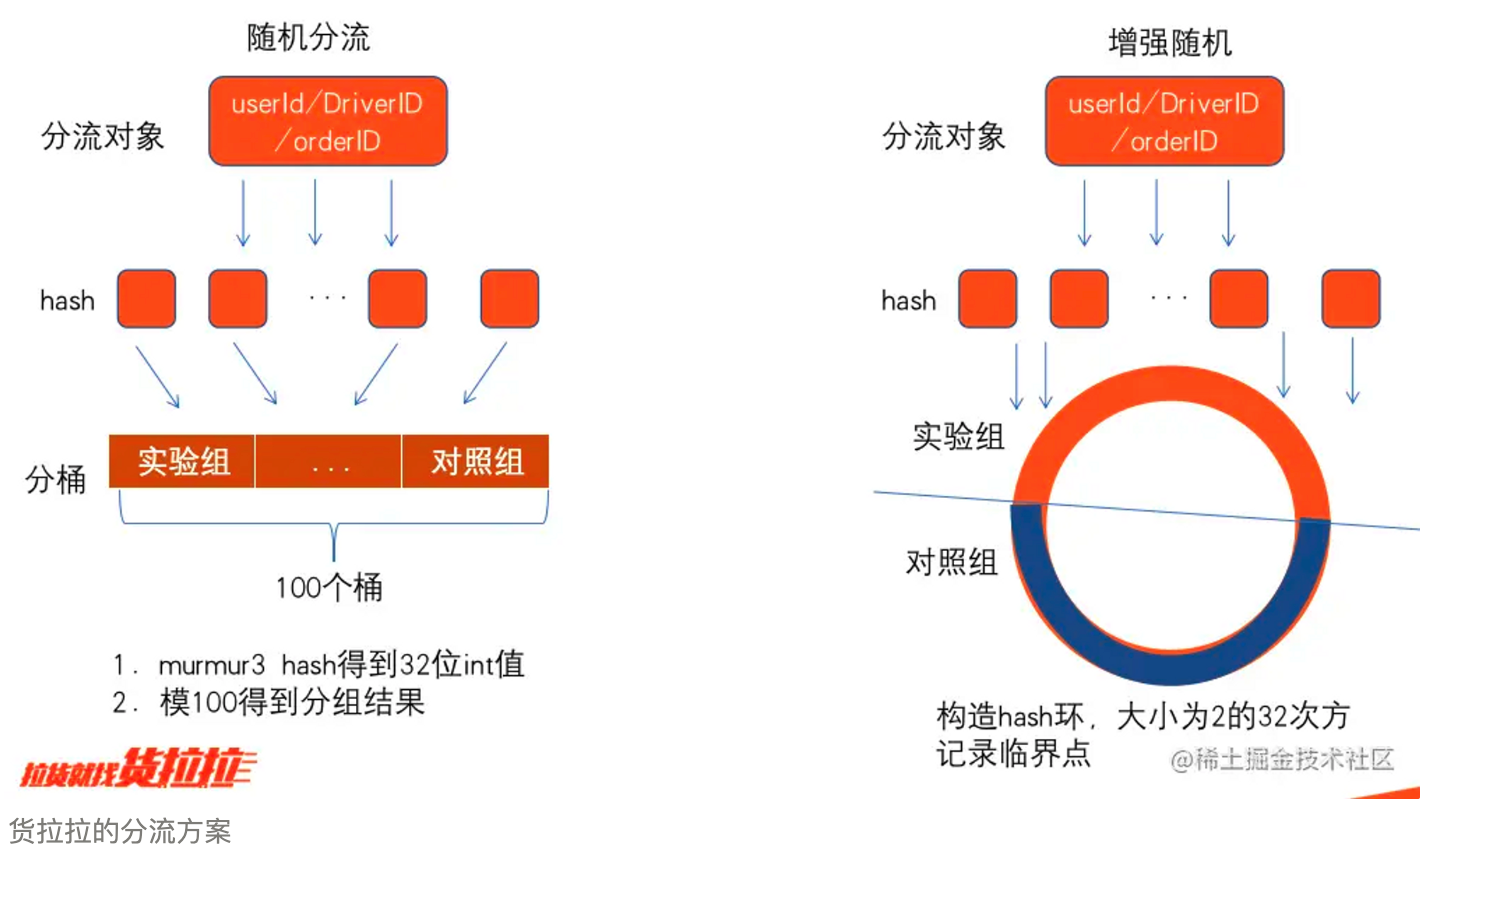 随机分流
分流对象
userId/DriverID
/orderID
hash
...
分桶
实验组
...
对照组
100个桶
1. murmur3 hash得到32位int值
2. 模100得到分组结果
拉货就找货拉拉
增强随机
分流对象
userId/DriverID
/orderID
hash
...
实验组
对照组
构造hash环，大小为2的32次方
记录临界点
@稀土掘金技术社区
货拉拉的分流方案